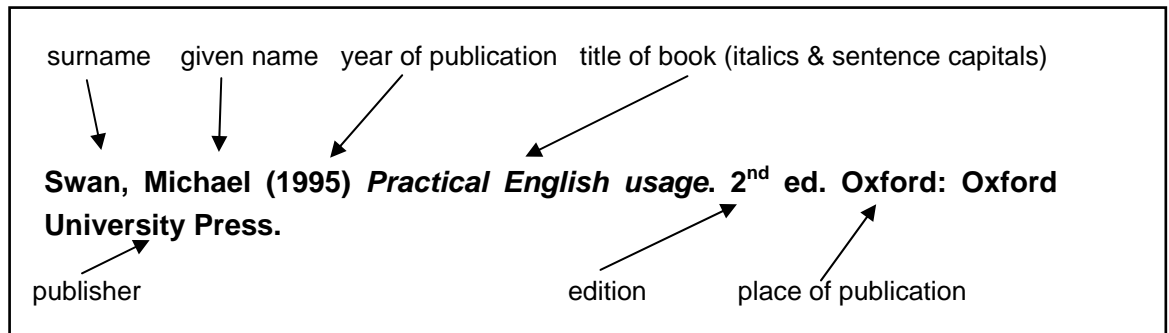 surname given name year of publication title of book (italics & sentence capitals)
Swan, Michael (1995) Practical English usage. 2nd ed. Oxford: Oxford
University Press.
publisher edition place of publication